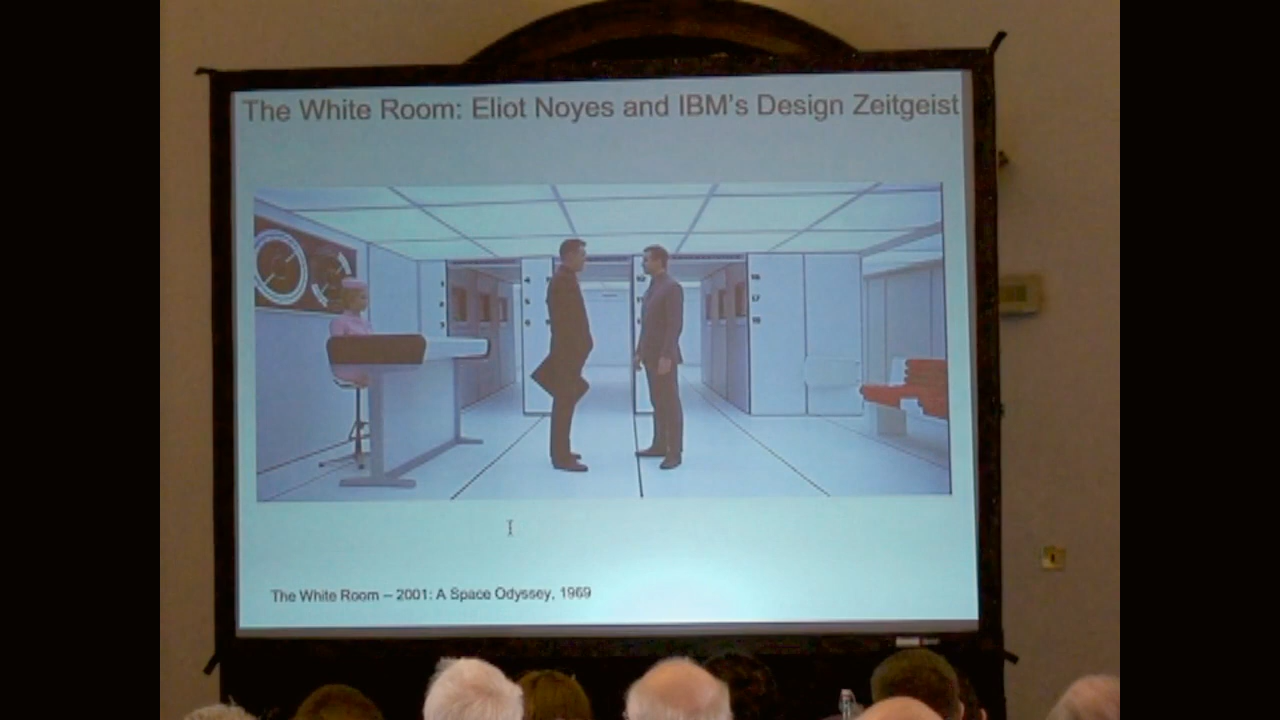 The White Room: Eliot Noyes and IBM's Design Zeitgeist
The White Room – 2001: A Space Odyssey, 1969